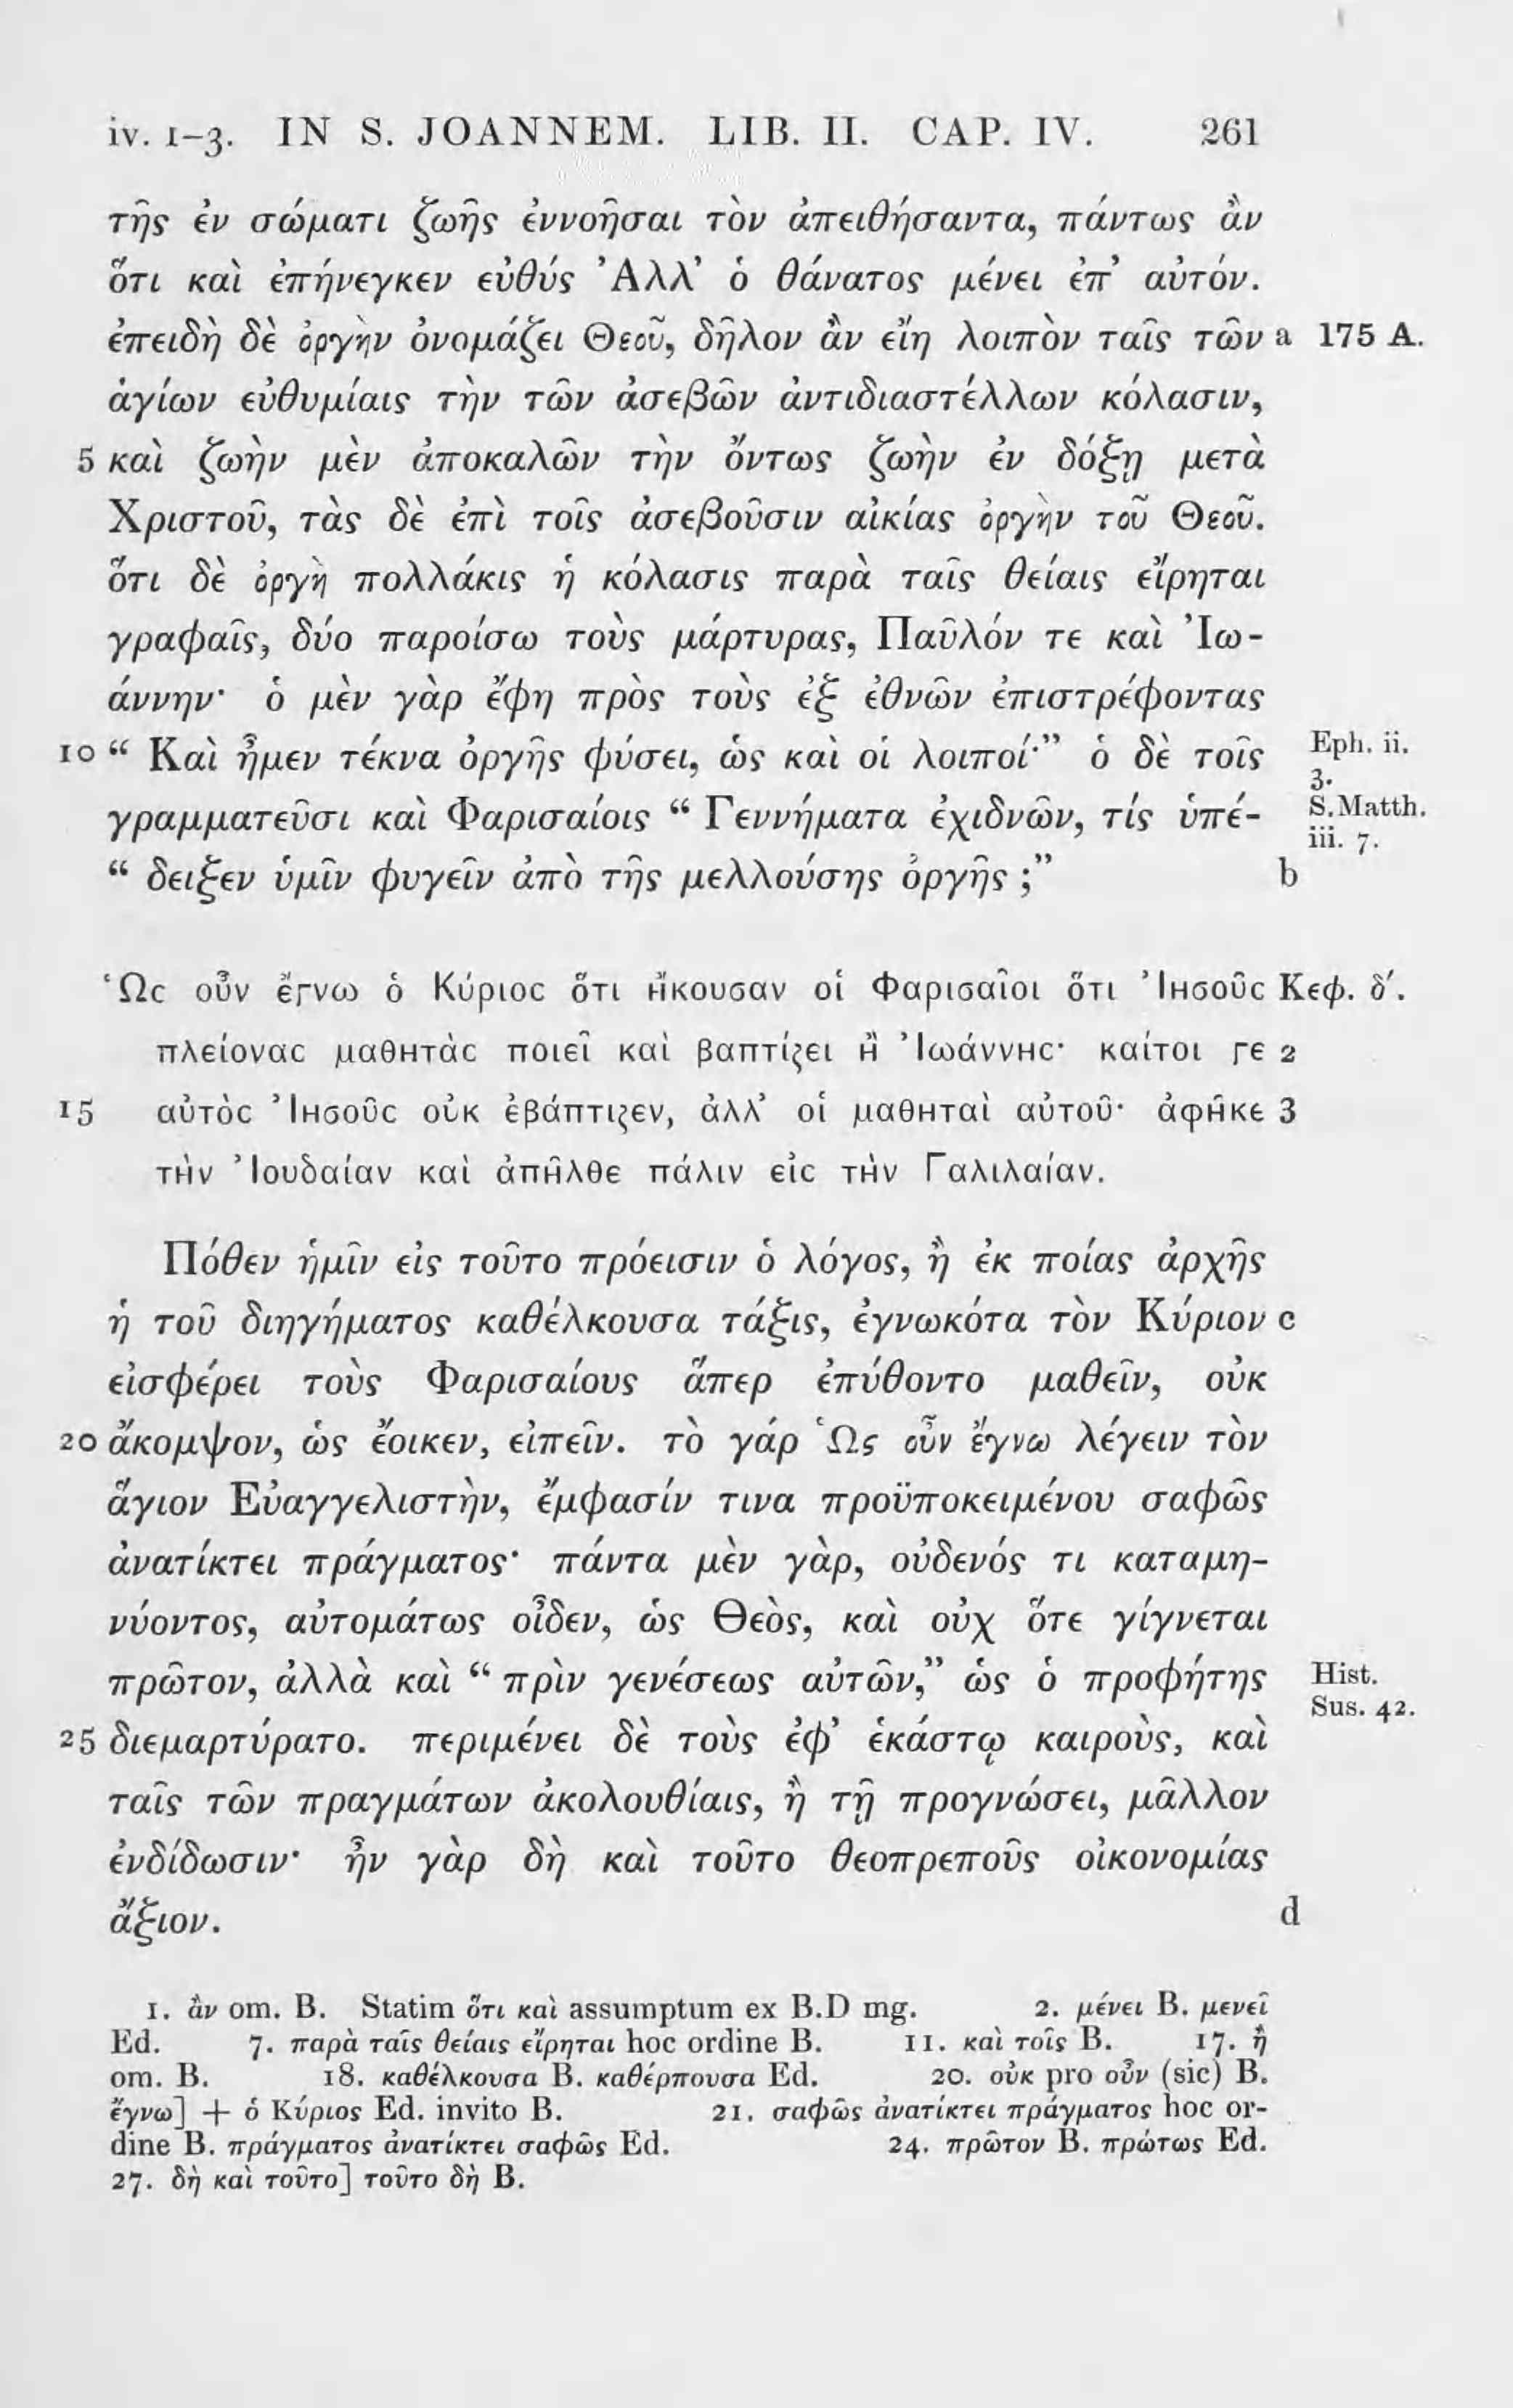 iv. 1-3. IN S. JOANNEM. LIB. II. CAP. IV. 261
τῆς ἐν σώματι ζωῆς ἐννοῆσαι τὸν ἀπειθήσαντα, πάντως ἂν
ὅτι καὶ ἐπήνεγκεν εὐθύς Ἀλλ’ ὁ θάνατος μένει ἐπ’ αὐτόν.
ἐπειδὴ δὲ ὀργὴν ὀνομάζει Θεοῦ, δῆλον ἂν εἴη λοιπὸν ταῖς τῶν a 175 A.
ἁγίων εὐθυμίαις τὴν τῶν ἀσεβῶν ἀντιδιαστέλλων κόλασιν,
5 καὶ ζωὴν μὲν ἀποκαλῶν τὴν ὄντως ζωὴν ἐν δόξῃ μετὰ
Χριστοῦ, τὰς δὲ ἐπὶ τοῖς ἀσεβοῦσιν αἰκίας ὀργὴν τοῦ Θεοῦ.
ὅτι δὲ ὀργὴ πολλάκις ἡ κόλασις παρὰ ταῖς θείαις εἴρηται
γραφαῖς, δύο παροίσω τοὺς μάρτυρας, Παῦλόν τε καὶ Ἰω-
άννην· ὁ μὲν γὰρ ἔφη πρὸς τοὺς ἐξ ἐθνῶν ἐπιστρέφοντας
10 “ Καὶ ἦμεν τέκνα ὀργῆς φύσει, ὡς καὶ οἱ λοιποί·” ὁ δὲ τοῖς Eph. ii. 3.
γραμματεῦσι καὶ Φαρισαίοις “ Γεννήματα ἐχιδνῶν, τίς ὑπέ- S. Matth. iii. 7.
“ δειξεν ὑμῖν φυγεῖν ἀπὸ τῆς μελλούσης ὀργῆς ;” b
Ὡς οὖν ἔγνω ὁ Κύριος ὅτι ἤκουσαν οἱ Φαρισαῖοι ὅτι Ἰησοῦς Κεφ. δ´.
πλείονας μαθητὰς ποιεῖ καὶ βαπτίζει ἢ Ἰωάννης· καίτοι γε 2
15 αὐτὸς Ἰησοῦς οὐκ ἐβάπτιζεν, ἀλλ’ οἱ μαθηταὶ αὐτοῦ· ἀφῆκε 3
τὴν Ἰουδαίαν καὶ ἀπῆλθε πάλιν εἰς τὴν Γαλιλαίαν.
Πόθεν ἡμῖν εἰς τοῦτο πρόεισιν ὁ λόγος, ἢ ἐκ ποίας ἀρχῆς
ἡ τοῦ διηγήματος καθέλκουσα τάξις, ἐγνωκότα τὸν Κύριον c
εἰσφέρει τοὺς Φαρισαίους ἅπερ ἐπύθοντο μαθεῖν, οὐκ
20 ἄκομψον, ὡς ἔοικεν, εἰπεῖν. τὸ γάρ Ὡς οὖν ἔγνω λέγειν τὸν
ἅγιον Εὐαγγελιστὴν, ἔμφασίν τινα προϋποκειμένου σαφῶς
ἀνατίκτει πράγματος· πάντα μὲν γὰρ, οὐδενός τι καταμη-
νύοντος, αὐτομάτως οἶδεν, ὡς Θεὸς, καὶ οὐχ ὅτε γίγνεται
πρῶτον, ἀλλὰ καὶ “ πρὶν γενέσεως αὐτῶν,” ὡς ὁ προφήτης Hist. Sus. 42.
25 διεμαρτύρατο. περιμένει δὲ τοὺς ἐφ’ ἑκάστῳ καιροὺς, καὶ
ταῖς τῶν πραγμάτων ἀκολουθίαις, ἢ τῇ προγνώσει, μᾶλλον
ἐνδίδωσιν· ἦν γὰρ δὴ καὶ τοῦτο θεοπρεποῦς οἰκονομίας
ἄξιον. d
1. ἂν om. B. Statim ὅτι καὶ assumptum ex B.D mg. 2. μένει B. μενεῖ
Ed. 7. παρὰ ταῖς θείαις εἴρηται hoc ordine B. 11. καὶ τοῖς B. 17. ἢ
om. B. 18. καθέλκουσα B. καθέρπουσα Ed. 20. οὐκ pro οὖν (sic) B.
ἔγνω] + ὁ Κύριος Ed. invito B. 21. σαφῶς ἀνατίκτει πράγματος hoc or-
dine B. πράγματος ἀνατίκτει σαφῶς Ed. 24. πρῶτον B. πρώτως Ed.
27. δὴ καὶ τοῦτο] τοῦτο δὴ B.